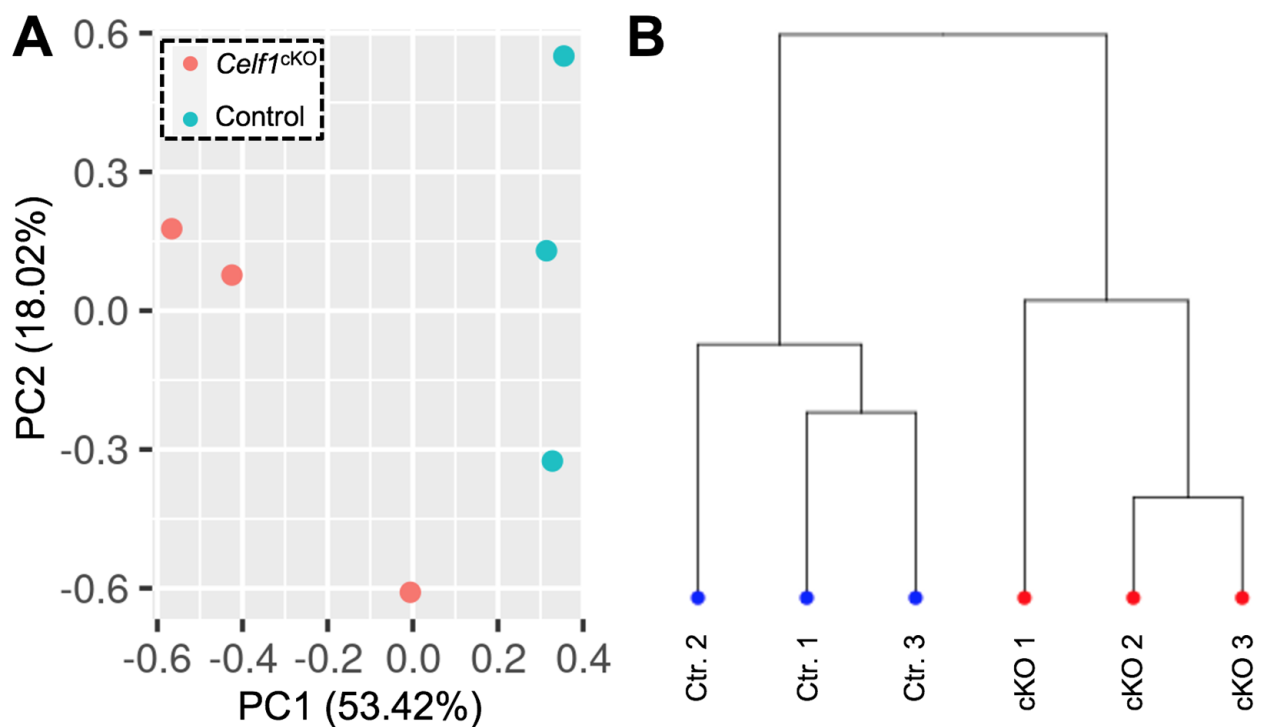 A
B
0.6
0.3
0.0
-0.3
-0.6
PC2 (18.02%)
Celf1cKO
Control
-0.6 -0.4 -0.2 0.0 0.2 0.4
PC1 (53.42%)
Ctr. 2
Ctr. 1
Ctr. 3
cKO 1
cKO 2
cKO 3